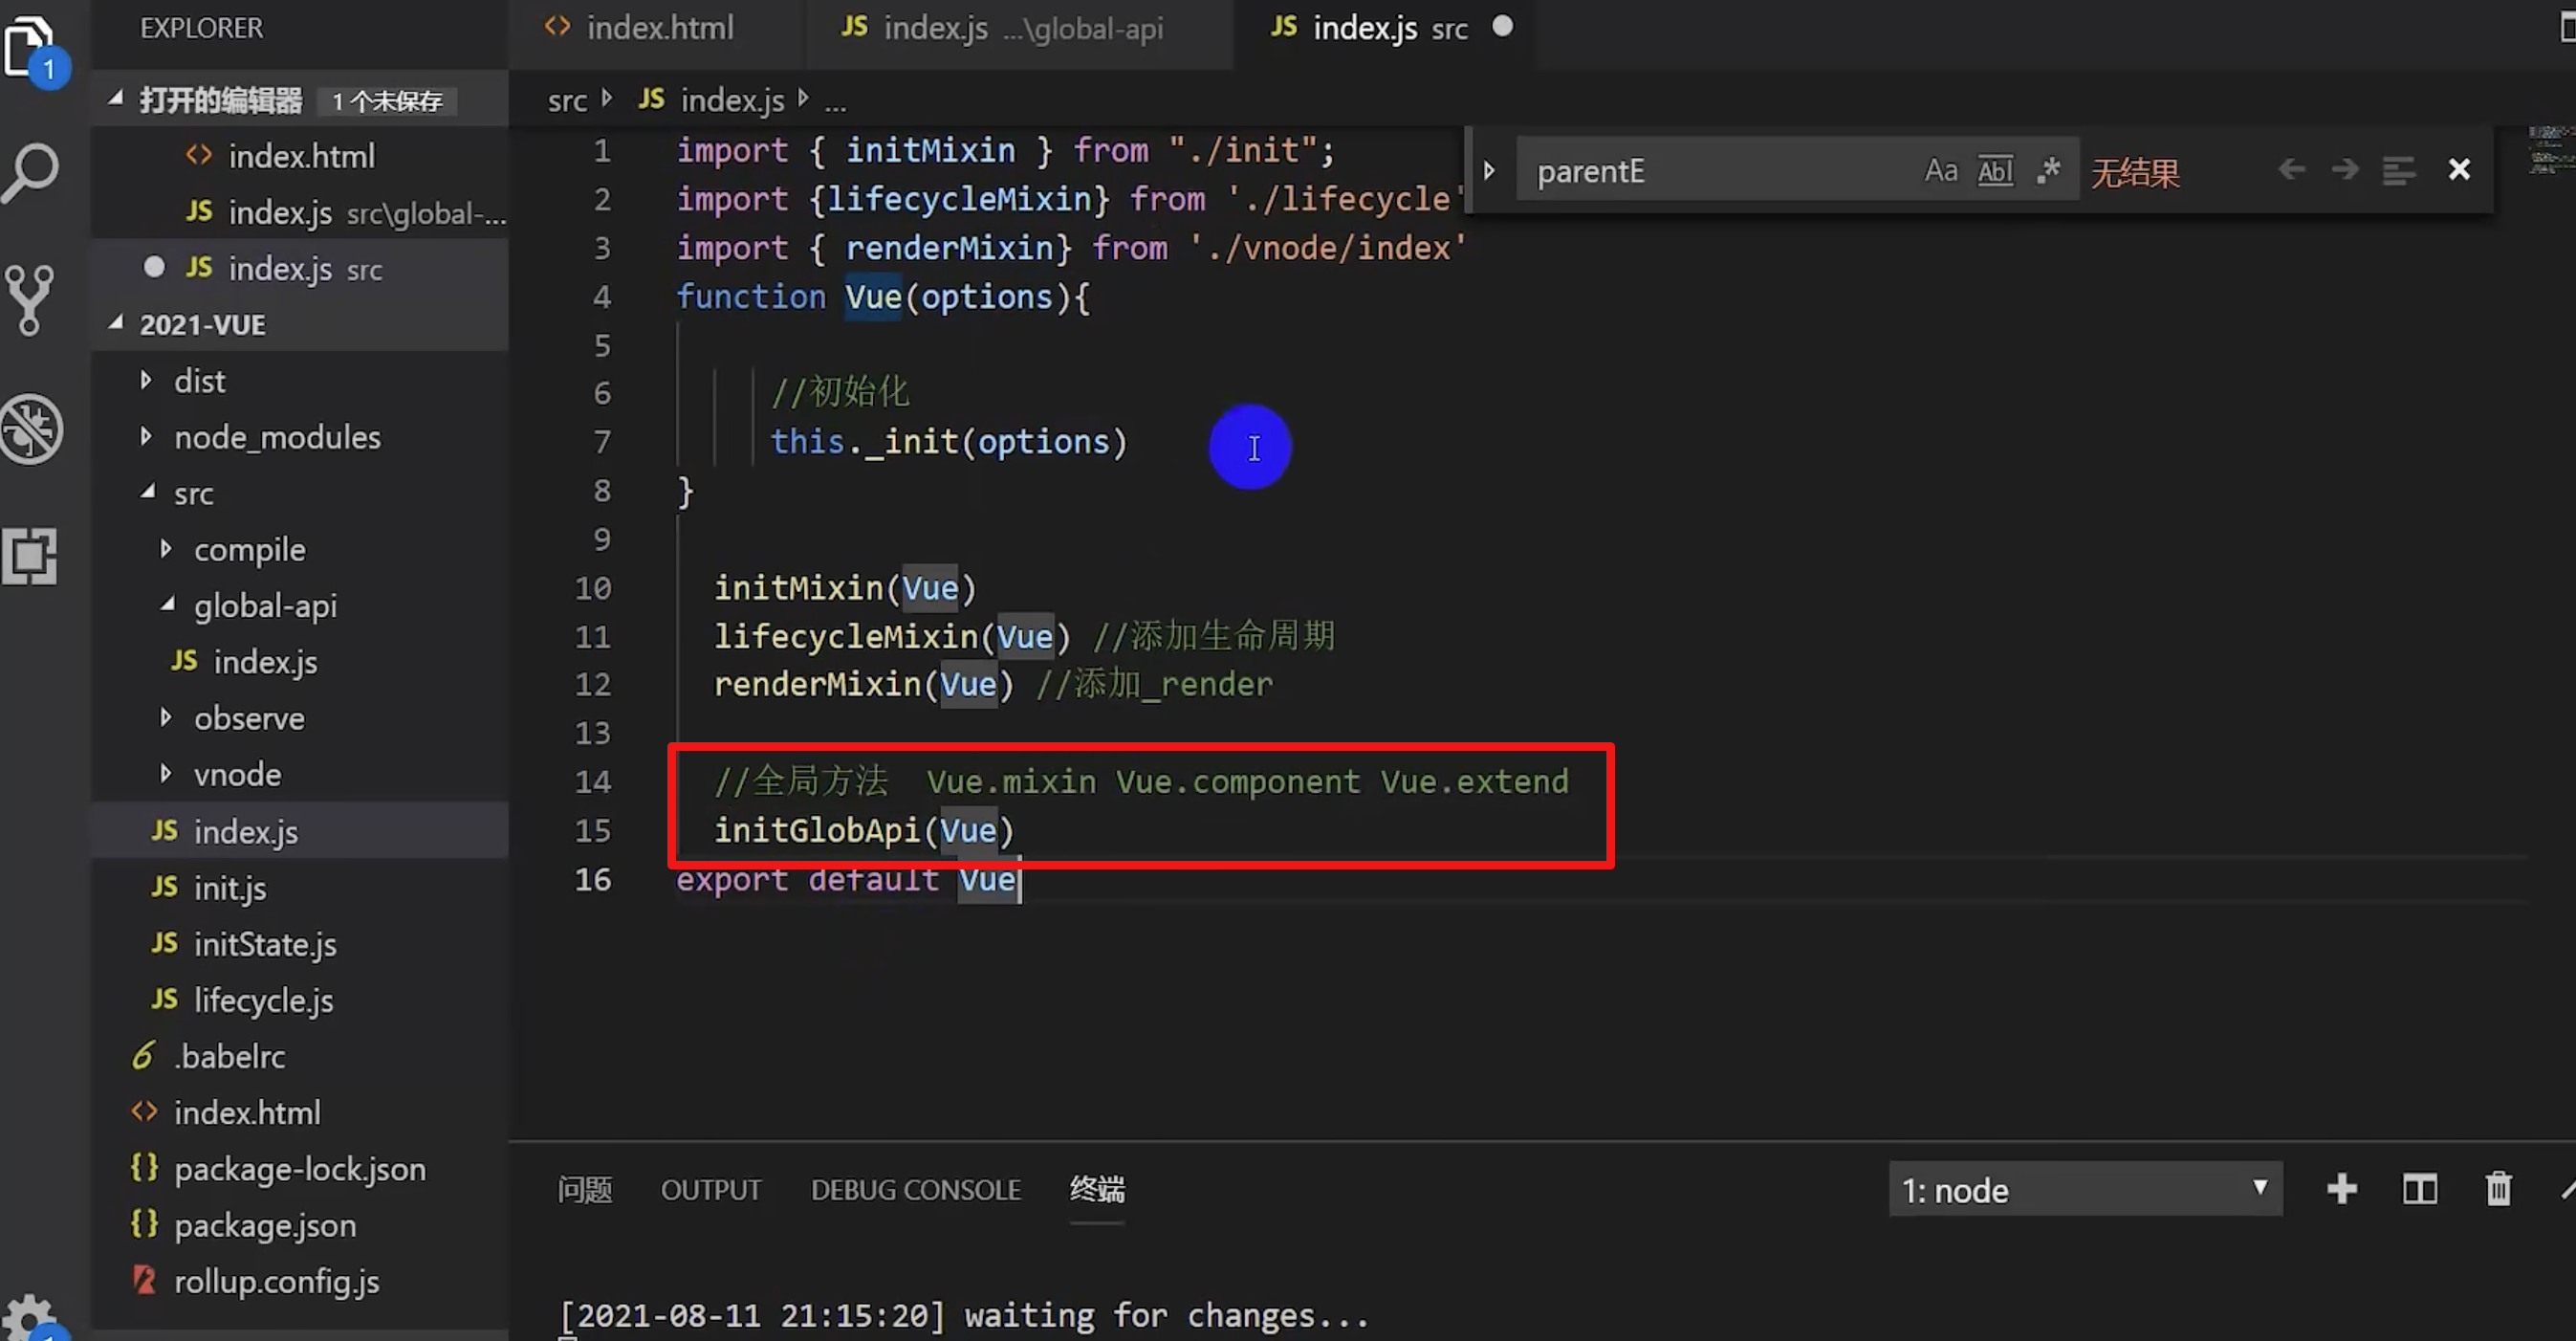 EXPLORER
打开的编辑器 1 个未保存
index.html
JS index.js src\global-...
JS index.js src
2021-VUE
dist
node_modules
src
compile
global-api
JS index.js
observe
vnode
JS index.js
JS init.js
JS initState.js
JS lifecycle.js
.babelrc
index.html
{} package-lock.json
{} package.json
rollup.config.js
1
index.html
JS index.js ...\global-api
JS index.js src
src JS index.js ...
parentE Aa Abl .* 无结果
1 import { initMixin } from "./init";
2 import {lifecycleMixin} from './lifecycle'
3 import { renderMixin} from './vnode/index'
4 function Vue(options){
5
6 //初始化
7 this._init(options)
8 }
9
10 initMixin(Vue)
11 lifecycleMixin(Vue) //添加生命周期
12 renderMixin(Vue) //添加_render
13
14 //全局方法 Vue.mixin Vue.component Vue.extend
15 initGlobApi(Vue)
16 export default Vue
问题 OUTPUT DEBUG CONSOLE 终端 1: node
[2021-08-11 21:15:20] waiting for changes...